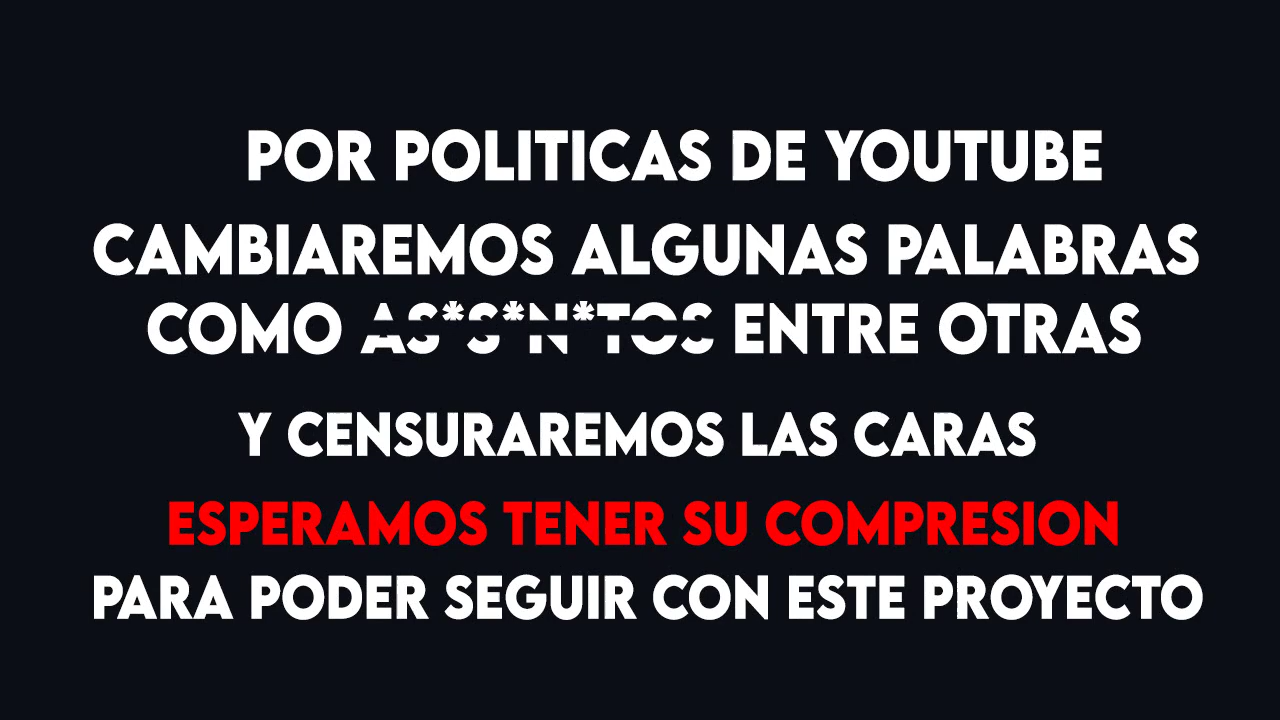 POR POLITICAS DE YOUTUBE
CAMBIAREMOS ALGUNAS PALABRAS
COMO AS*S*N*TOS ENTRE OTRAS
Y CENSURAREMOS LAS CARAS
ESPERAMOS TENER SU COMPRESION
PARA PODER SEGUIR CON ESTE PROYECTO